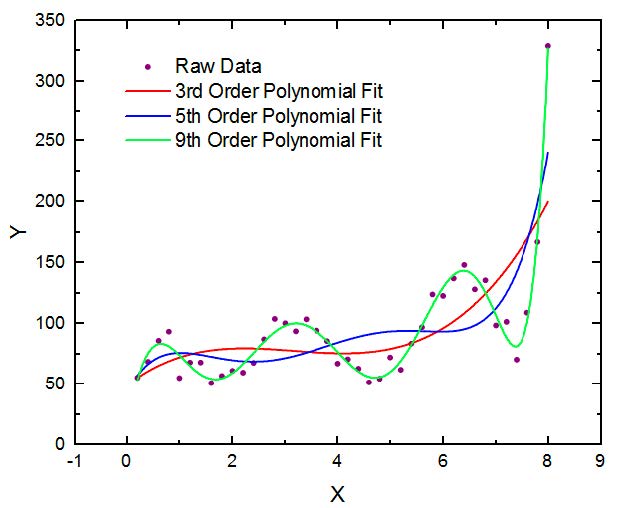 350
Raw Data
300
3rd Order Polynomial Fit
5th Order Polynomial Fit
250
9th Order Polynomial Fit
200
Y
150
100
50
0
-1 0 2 4 6 8 9
X